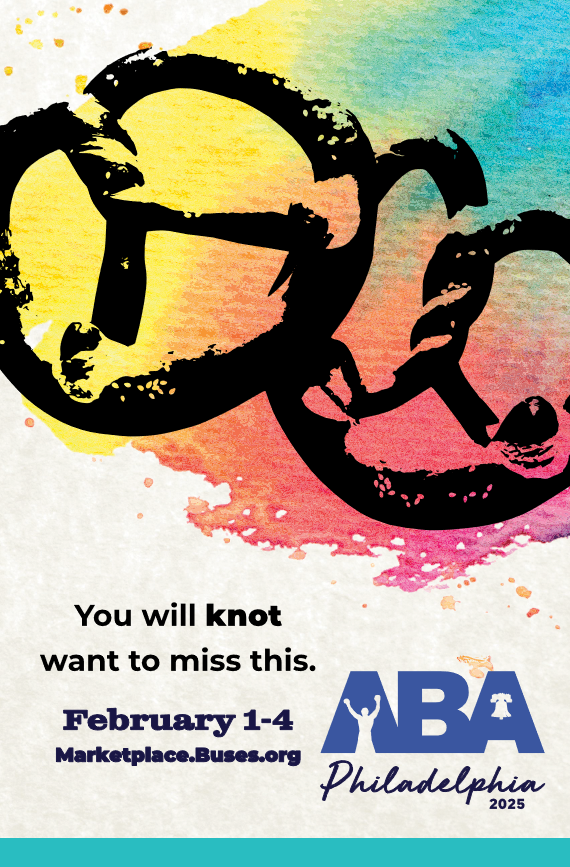 You will knot
want to miss this.
February 1-4
Marketplace.Buses.org
ABA
Philadelphia
2025